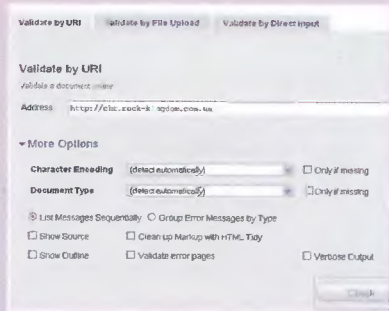 Validate by URI Validate by File Upload Validate by Direct Input
Validate by URI
Validate a document online
Address
More Options
Character Encoding (detect automatically) Only if missing
Document Type (detect automatically) Only if missing
List Messages Sequentially Group Error Messages by Type
Show Source Clean up Markup with HTML Tidy
Show Outline Validate error pages Verbose Output
Check